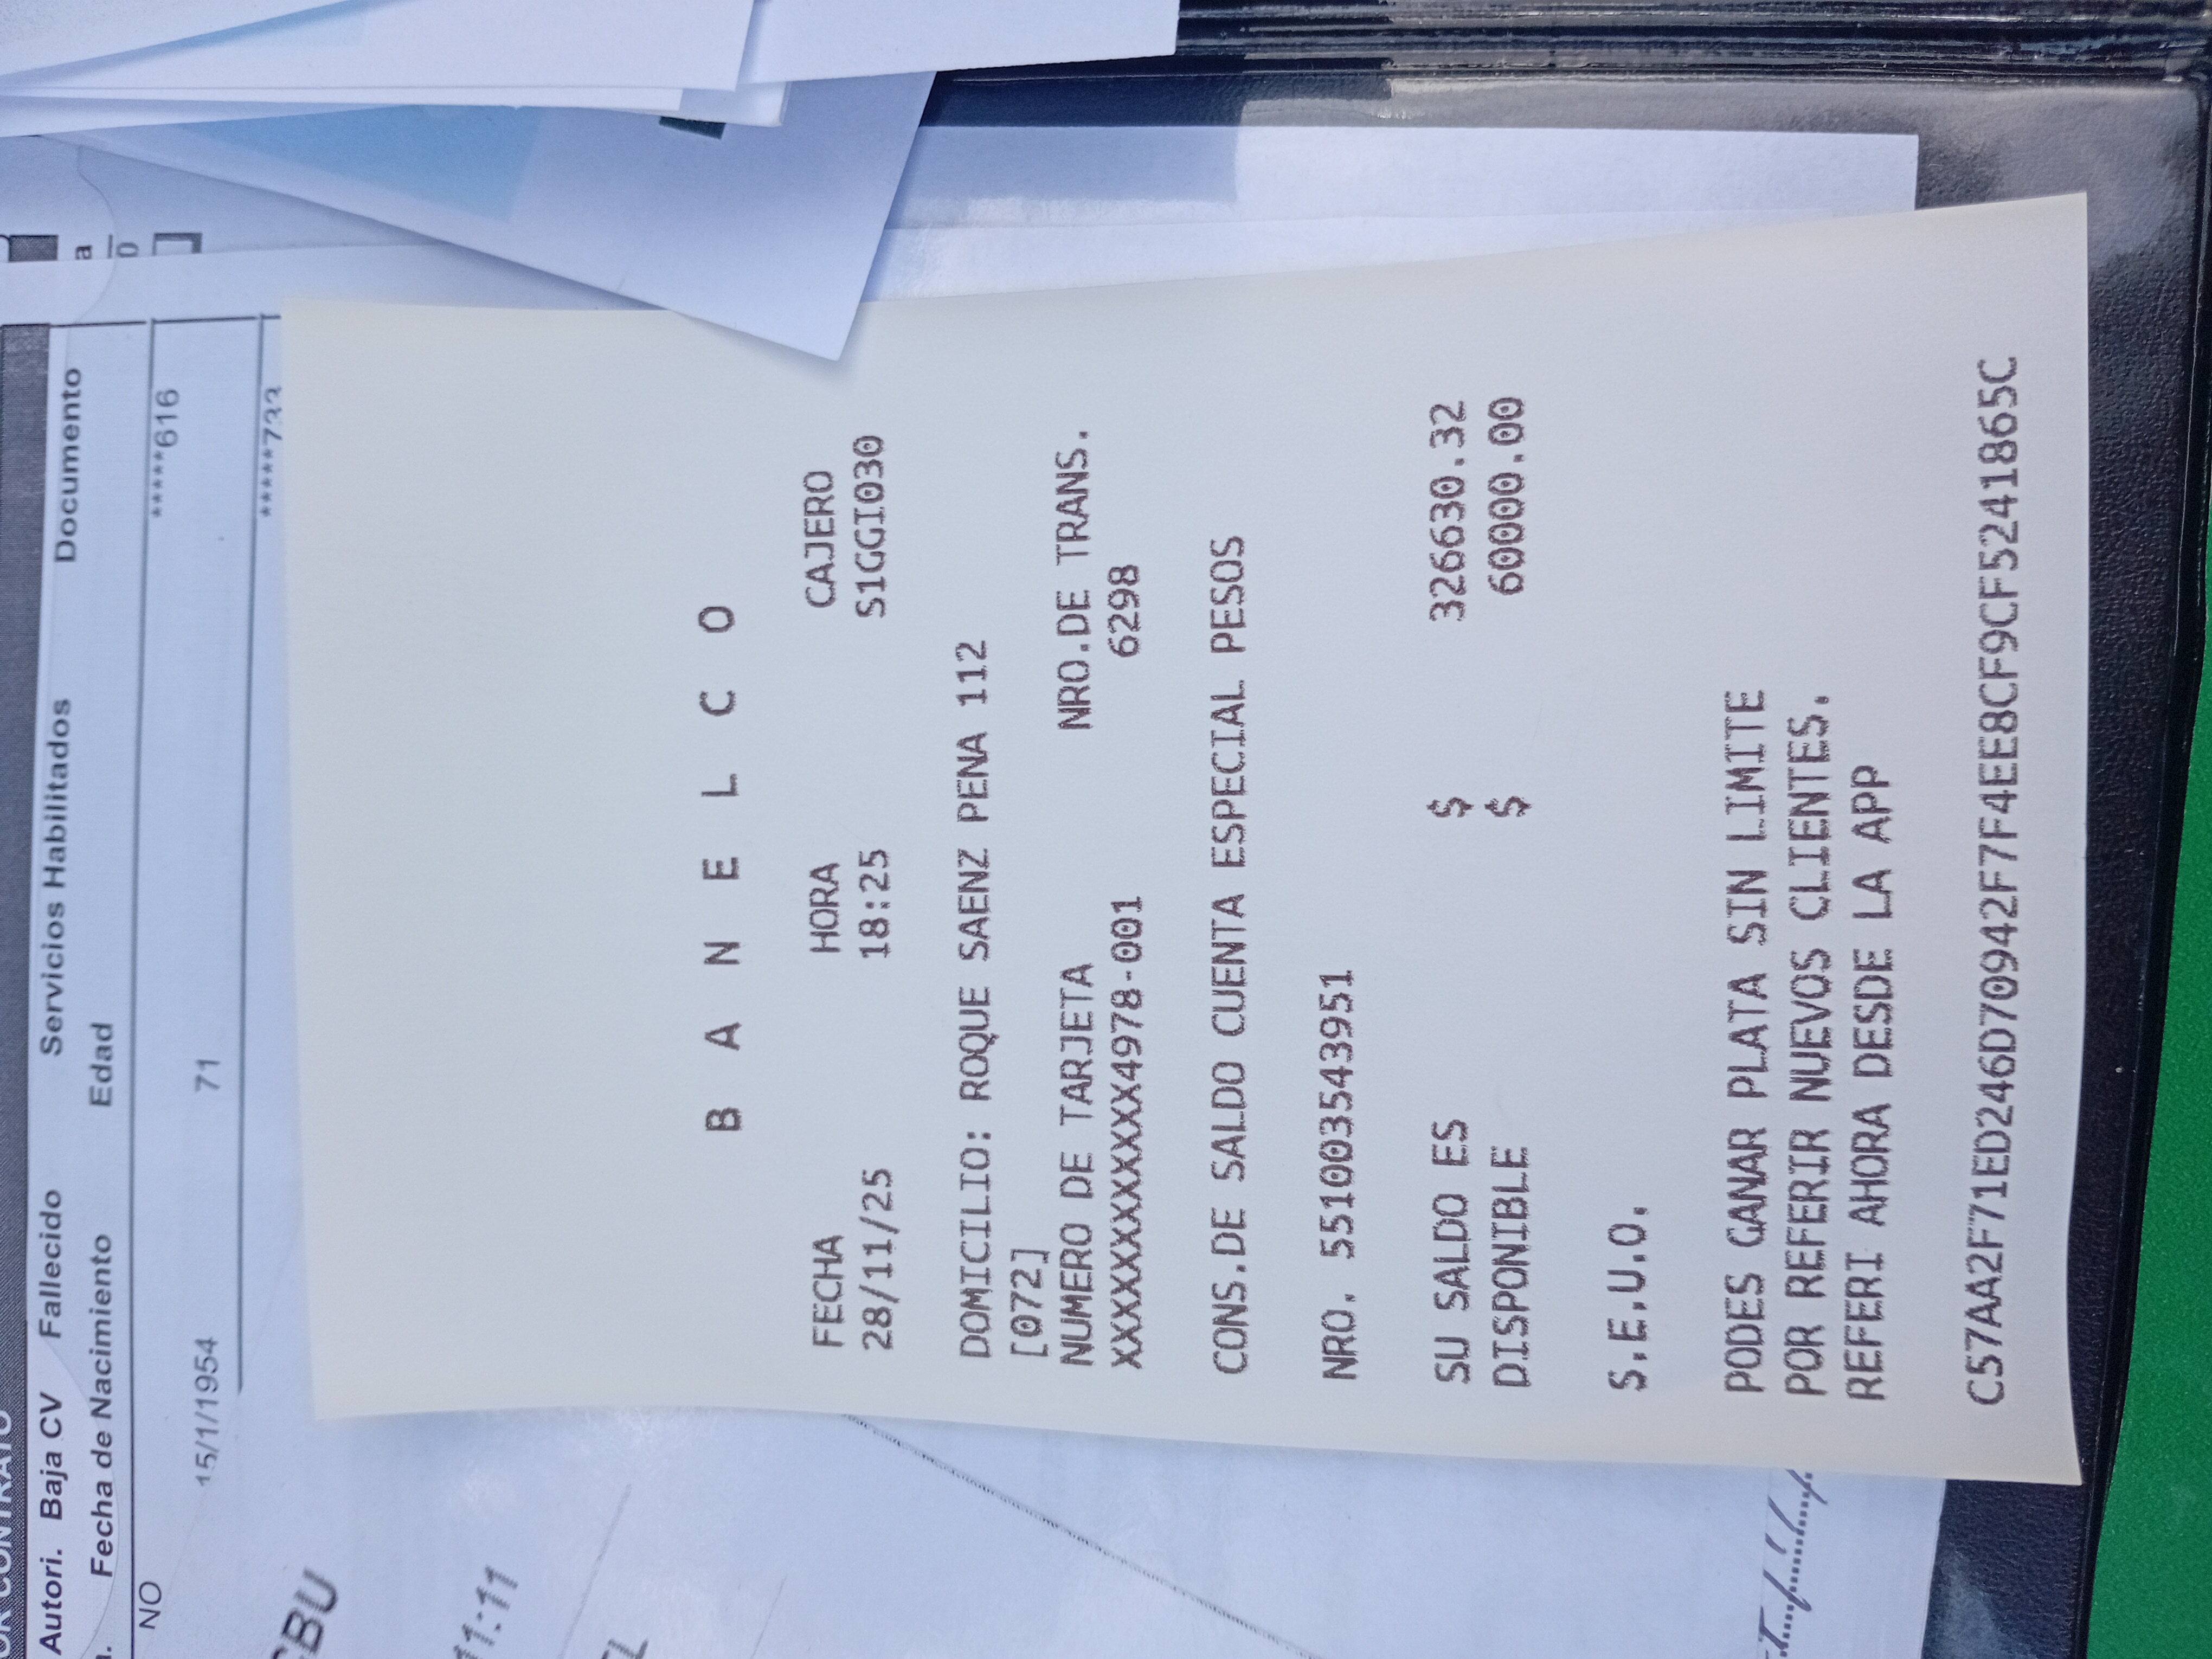 Autori. Baja CV Fallecido Servicios Habilitados Documento
Fecha de Nacimiento Edad
NO *****616
15/1/1954 71
CBU
11:11
B A N E L C O
FECHA HORA CAJERO
28/11/25 18:25 S1GGI030
DOMICILIO: ROQUE SAENZ PENA 112
[072]
NUMERO DE TARJETA NRO.DE TRANS.
XXXXXXXXXXXX4978-001 6298
CONS.DE SALDO CUENTA ESPECIAL PESOS
NRO. 551003543951
SU SALDO ES $ 326630.32
DISPONIBLE $ 60000.00
S.E.U.O.
PODES GANAR PLATA SIN LIMITE
POR REFERIR NUEVOS CLIENTES.
REFERI AHORA DESDE LA APP
C57AA2F71ED246D70942F7F4EE8CF9CF5241865C